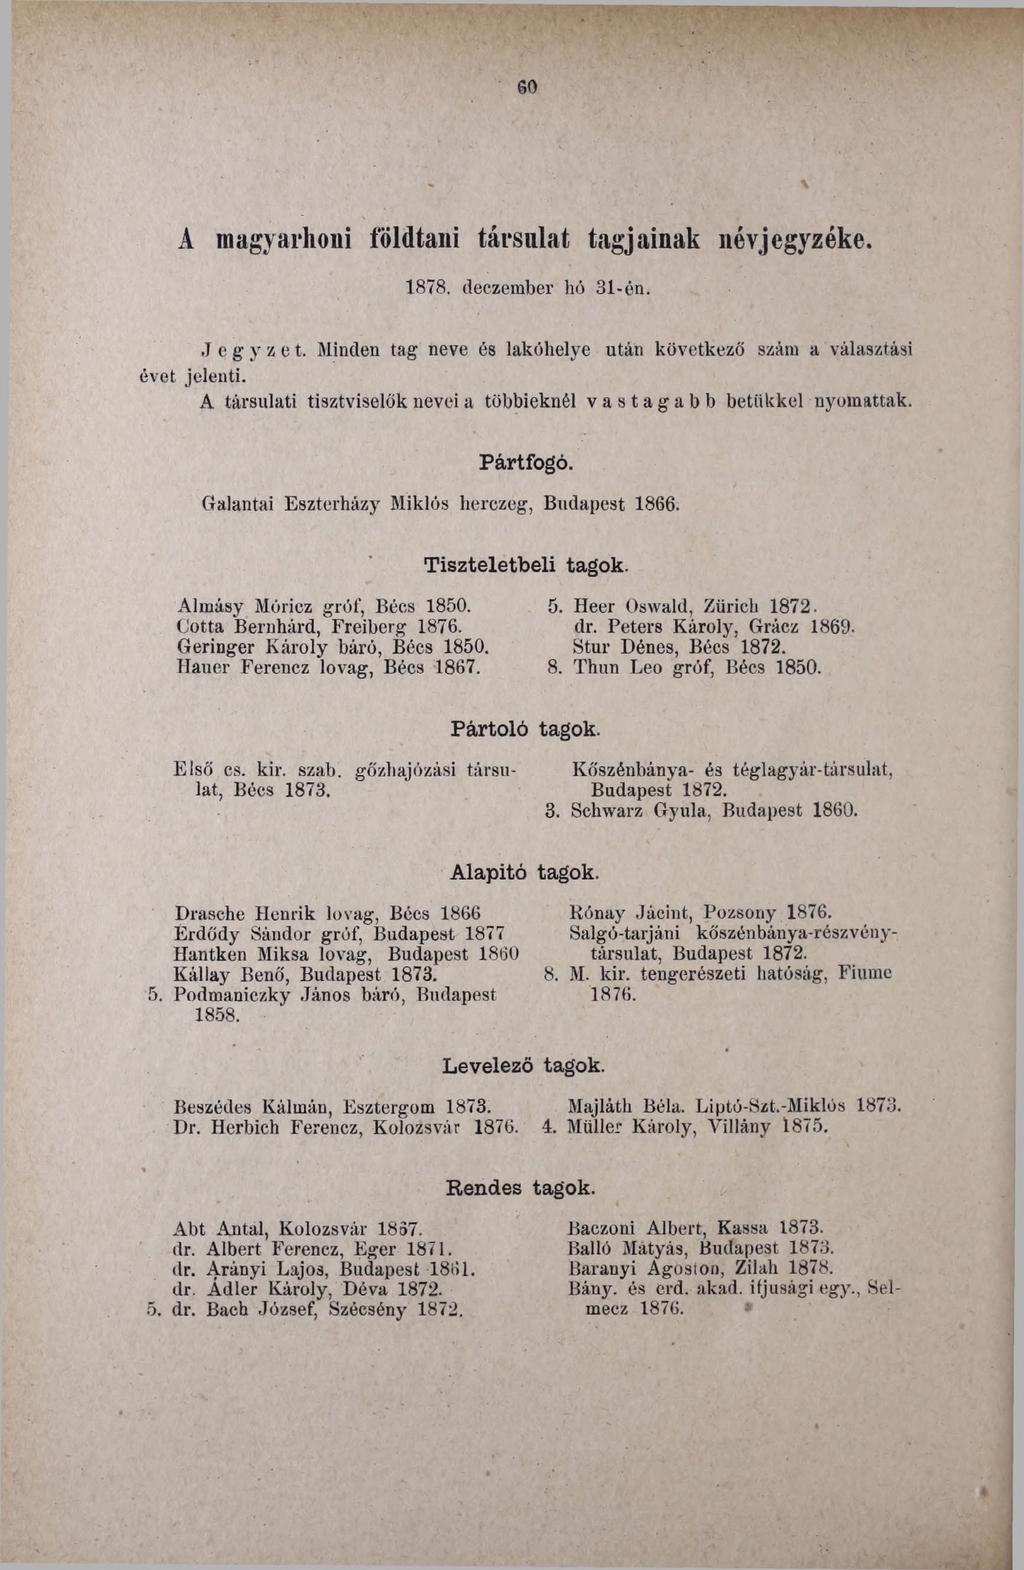 60
A magyarhoni földtani társulat tagjainak névjegyzéke.
1878. deczember hó 31-én.
Jegyzet. Minden tag neve és lakóhelye után következő szám a választási
évet jelenti.
A társulati tisztviselők nevei a többieknél vastagabb betükkel nyomattak.
Pártfogó.
Galantai Eszterházy Miklós herczeg, Budapest 1866.
Tiszteletbeli tagok.
Almásy Móricz gróf, Bécs 1850.
Cotta Bernhárd, Freiberg 1876.
Geringer Károly báró, Bécs 1850.
Hauer Ferencz lovag, Bécs 1867.
5. Heer Oswald, Zürich 1872.
dr. Peters Károly, Grácz 1869.
Stur Dénes, Bécs 1872.
8. Thun Leo gróf, Bécs 1850.
Pártoló tagok.
Első cs. kir. szab. gőzhajózási társu-
lat, Bécs 1873.
Kőszénbánya- és téglagyár-társulat,
Budapest 1872.
3. Schwarz Gyula, Budapest 1860.
Alapitó tagok.
Drasche Henrik lovag, Bécs 1866
Erdődy Sándor gróf, Budapest 1877
Hantken Miksa lovag, Budapest 1860
Kállay Benő, Budapest 1873.
5. Podmaniczky János báró, Budapest
1858.
Rónay Jácint, Pozsony 1876.
Salgó-tarjáni kőszénbánya-részvény-
társulat, Budapest 1872.
8. M. kir. tengerészeti hatóság, Fiume
1876.
Levelező tagok.
Beszédes Kálmán, Esztergom 1873.
Dr. Herbich Ferencz, Kolozsvár 1876.
Majláth Béla. Liptó-Szt.-Miklós 1873.
4. Müller Károly, Villány 1875.
Rendes tagok.
Abt Antal, Kolozsvár
dr. Albert Ferencz, Eger 1871.
dr. Arányi Lajos, Budapest 1861.
dr. Ádler Károly, Déva 1872.
5. dr. Bach József, Szécsény 1872.
Baczoni Albert, Kassa 1873.
Balló Mátyás, Budapest 1873.
Baranyi Ágoston, Zilah 1878.
Bány. és erd. akad. ifjusági egy., Sel-
mecz 1876.